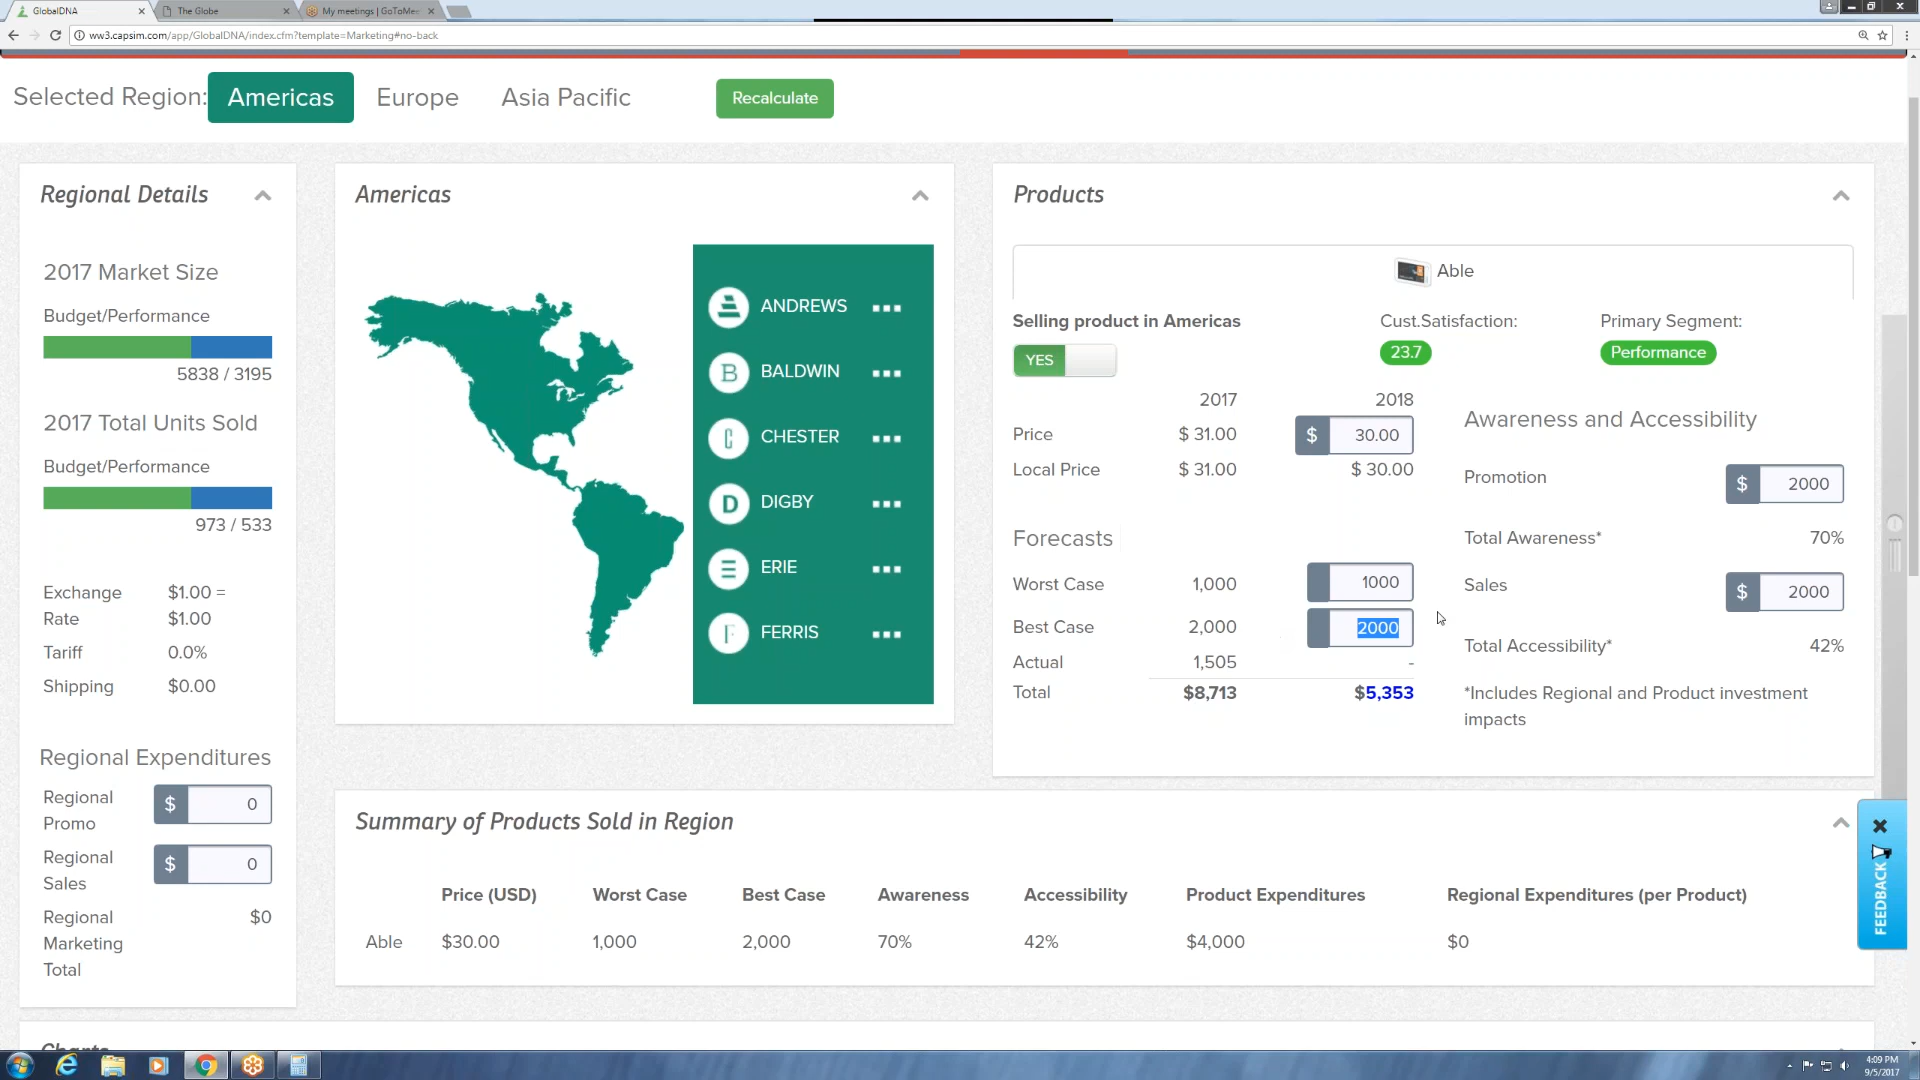 GlobalDNA
The Globe
My meetings | GoToMee
ww3.capsim.com/app/GlobalDNA/index.cfm?template=Marketing#no-back
Selected Region: Americas Europe Asia Pacific Recalculate
Regional Details
2017 Market Size
Budget/Performance
5838 / 3195
2017 Total Units Sold
Budget/Performance
973 / 533
Exchange Rate $1.00 = $1.00
Tariff 0.0%
Shipping $0.00
Regional Expenditures
Regional Promo $ 0
Regional Sales $ 0
Regional Marketing Total $0
Americas
ANDREWS
B BALDWIN
C CHESTER
D DIGBY
ERIE
F FERRIS
Products
Able
Selling product in Americas
YES
Cust.Satisfaction:
23.7
Primary Segment:
Performance
2017 2018
Price $ 31.00 $ 30.00
Local Price $ 31.00 $ 30.00
Forecasts
Worst Case 1,000 1000
Best Case 2,000 2000
Actual 1,505 -
Total $8,713 $5,353
Awareness and Accessibility
Promotion $ 2000
Total Awareness* 70%
Sales $ 2000
Total Accessibility* 42%
*Includes Regional and Product investment
impacts
Summary of Products Sold in Region
Price (USD) Worst Case Best Case Awareness Accessibility Product Expenditures Regional Expenditures (per Product)
Able $30.00 1,000 2,000 70% 42% $4,000 $0
FEEDBACK
Charts
4:09 PM
9/5/2017